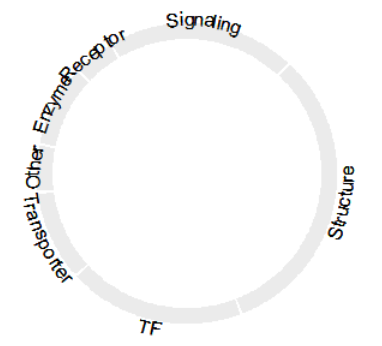 Signaling
Structure
TF
Transporter
Other
Enzyme
Receptor